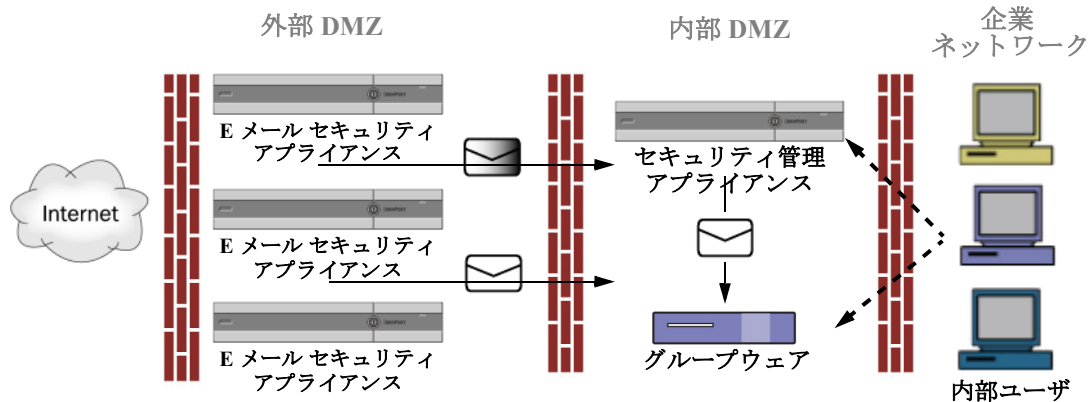 外部 DMZ
内部 DMZ
企業
ネットワーク
E メール セキュリティ
アプライアンス
セキュリティ管理
アプライアンス
Internet
E メール セキュリティ
アプライアンス
E メール セキュリティ
アプライアンス
グループウェア
内部ユーザ